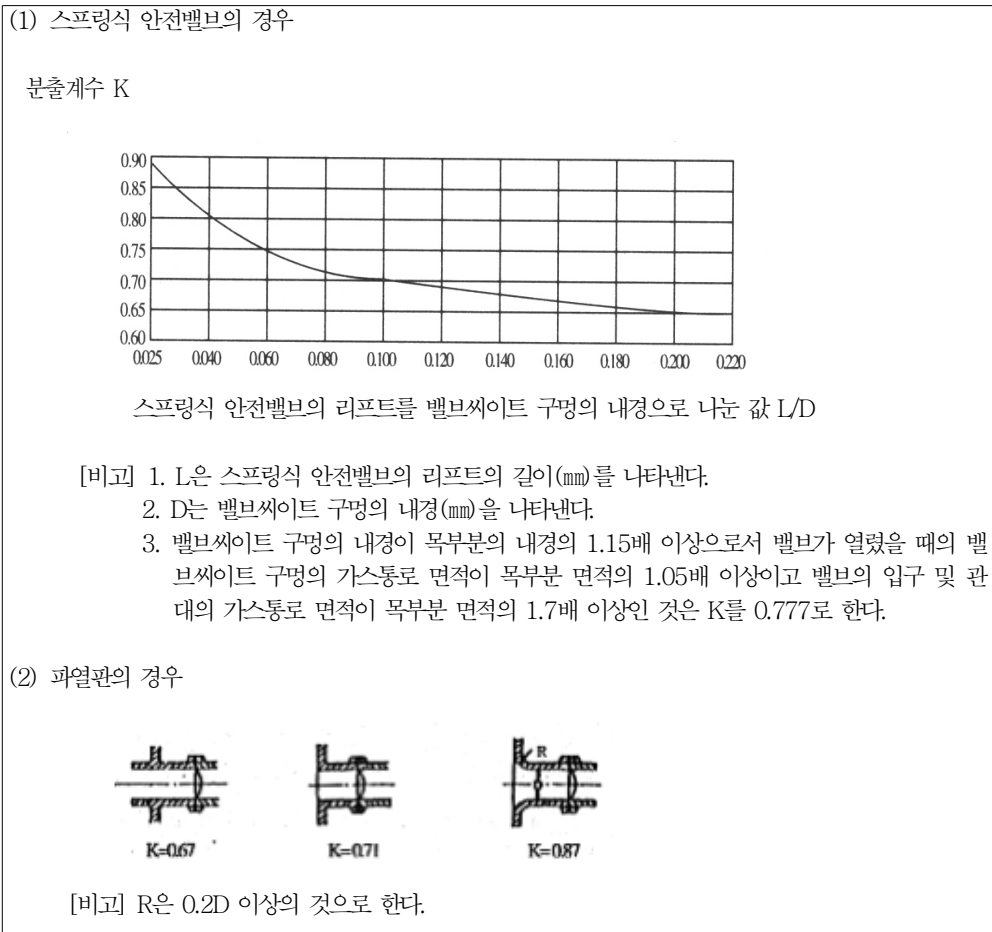 (1) 스프링식 안전밸브의 경우
분출계수 K
0.90
0.85
0.80
0.75
0.70
0.65
0.60
0.025 0.040 0.060 0.080 0.100 0.120 0.140 0.160 0.180 0.200 0.220
스프링식 안전밸브의 리프트를 밸브씨이트 구멍의 내경으로 나눈 값 L/D
[비고] 1. L은 스프링식 안전밸브의 리프트의 길이(㎜)를 나타낸다.
2. D는 밸브씨이트 구멍의 내경(㎜)을 나타낸다.
3. 밸브씨이트 구멍의 내경이 목부분의 내경의 1.15배 이상으로서 밸브가 열렸을 때의 밸
브씨이트 구멍의 가스통로 면적이 목부분 면적의 1.05배 이상이고 밸브의 입구 및 관
대의 가스통로 면적이 목부분 면적의 1.7배 이상인 것은 K를 0.777로 한다.
(2) 파열판의 경우
R
D
K=0.67 K=0.71 K=0.87
[비고] R은 0.2D 이상의 것으로 한다.